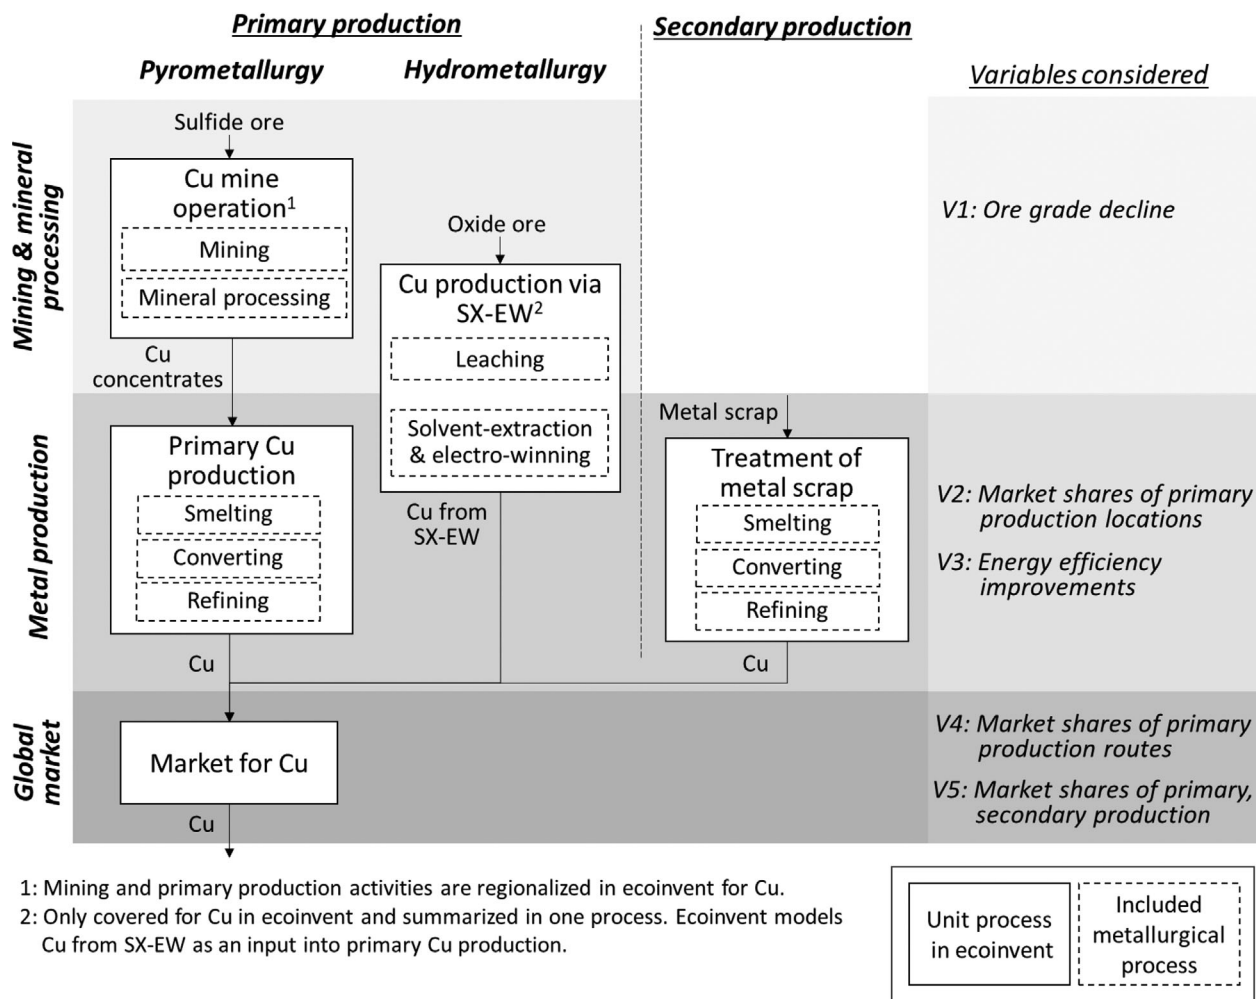 Primary production
Secondary production
Pyrometallurgy
Hydrometallurgy
Variables considered
Mining & mineral
processing
Sulfide ore
Cu mine
operation¹
Mining
Mineral processing
Cu
concentrates
Oxide ore
Cu production via
SX-EW²
Leaching
Solvent-extraction
& electro-winning
Cu from
SX-EW
V1: Ore grade decline
Metal production
Primary Cu
production
Smelting
Converting
Refining
Cu
Metal scrap
Treatment of
metal scrap
Smelting
Converting
Refining
Cu
V2: Market shares of primary
production locations
V3: Energy efficiency
improvements
Global
market
Market for Cu
Cu
V4: Market shares of primary
production routes
V5: Market shares of primary,
secondary production
1: Mining and primary production activities are regionalized in ecoinvent for Cu.
2: Only covered for Cu in ecoinvent and summarized in one process. Ecoinvent models
Cu from SX-EW as an input into primary Cu production.
Unit process
in ecoinvent
Included
metallurgical
process